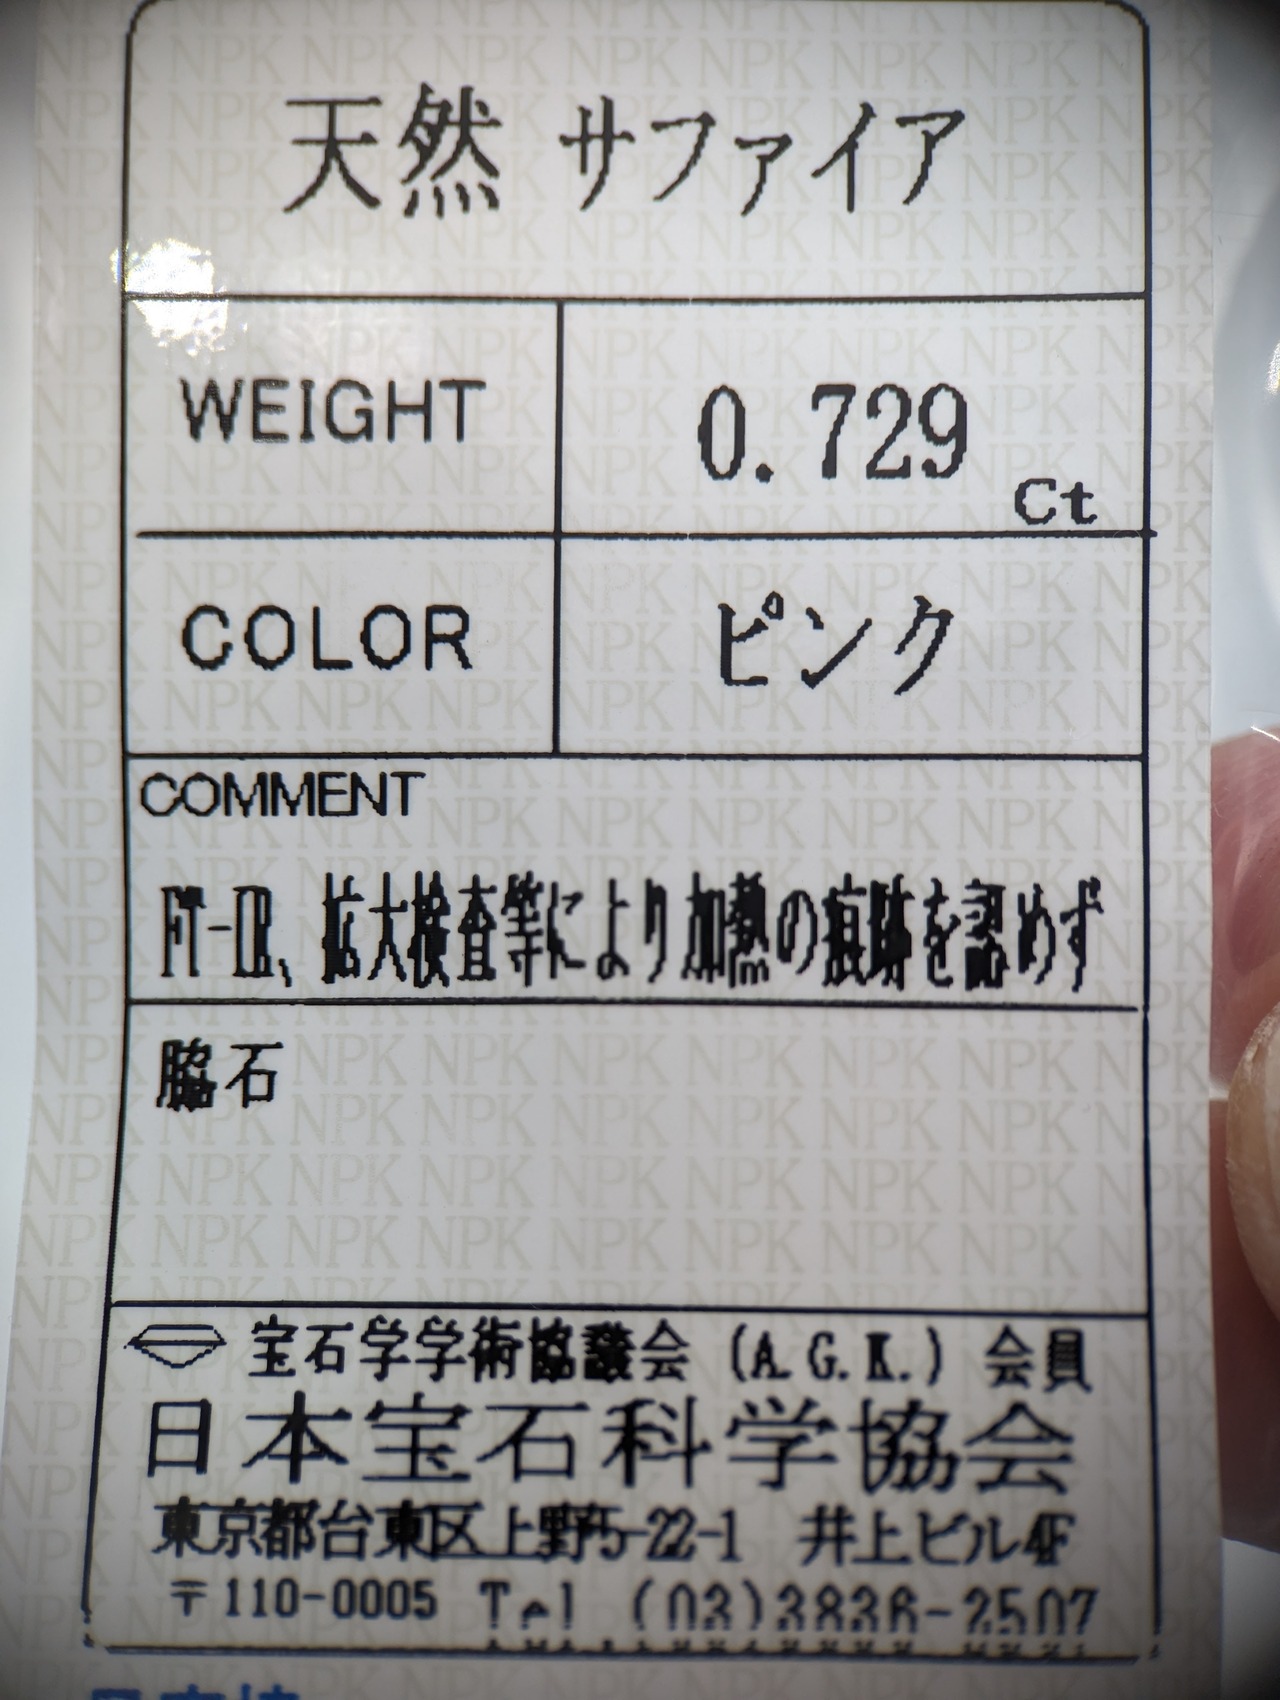 天然 サファイア
WEIGHT
0.729 Ct
COLOR
ピンク
COMMENT
FT-IR、拡大検査等により加熱の痕跡を認めず
脇石
宝石学学術協議会 (A.G.K.) 会員
日本宝石科学協会
東京都台東区上野5-22-1 井上ビル4F
〒110-0005 Tel (03)3836-2507